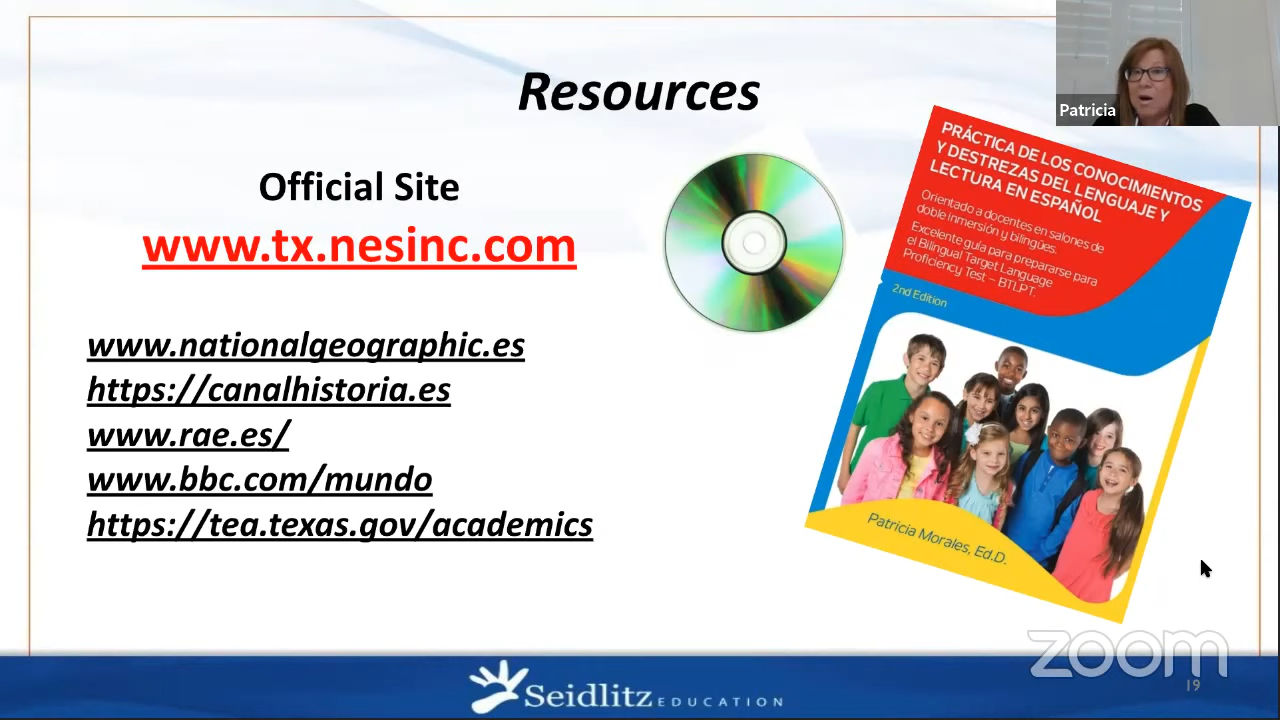 Resources
Patricia
Official Site
www.tx.nesinc.com
www.nationalgeographic.es
https://canalhistoria.es
www.rae.es/
www.bbc.com/mundo
https://tea.texas.gov/academics
PRÁCTICA DE LOS CONOCIMIENTOS
Y DESTREZAS DEL LENGUAJE Y
LECTURA EN ESPAÑOL
Orientado a docentes en salones de
doble inmersión y bilingües.
Excelente guía para prepararse para
el Bilingual Target Language
Proficiency Test – BTLPT.
2nd Edition
Patricia Morales, Ed.D.
zoom
Seidlitz EDUCATION
19